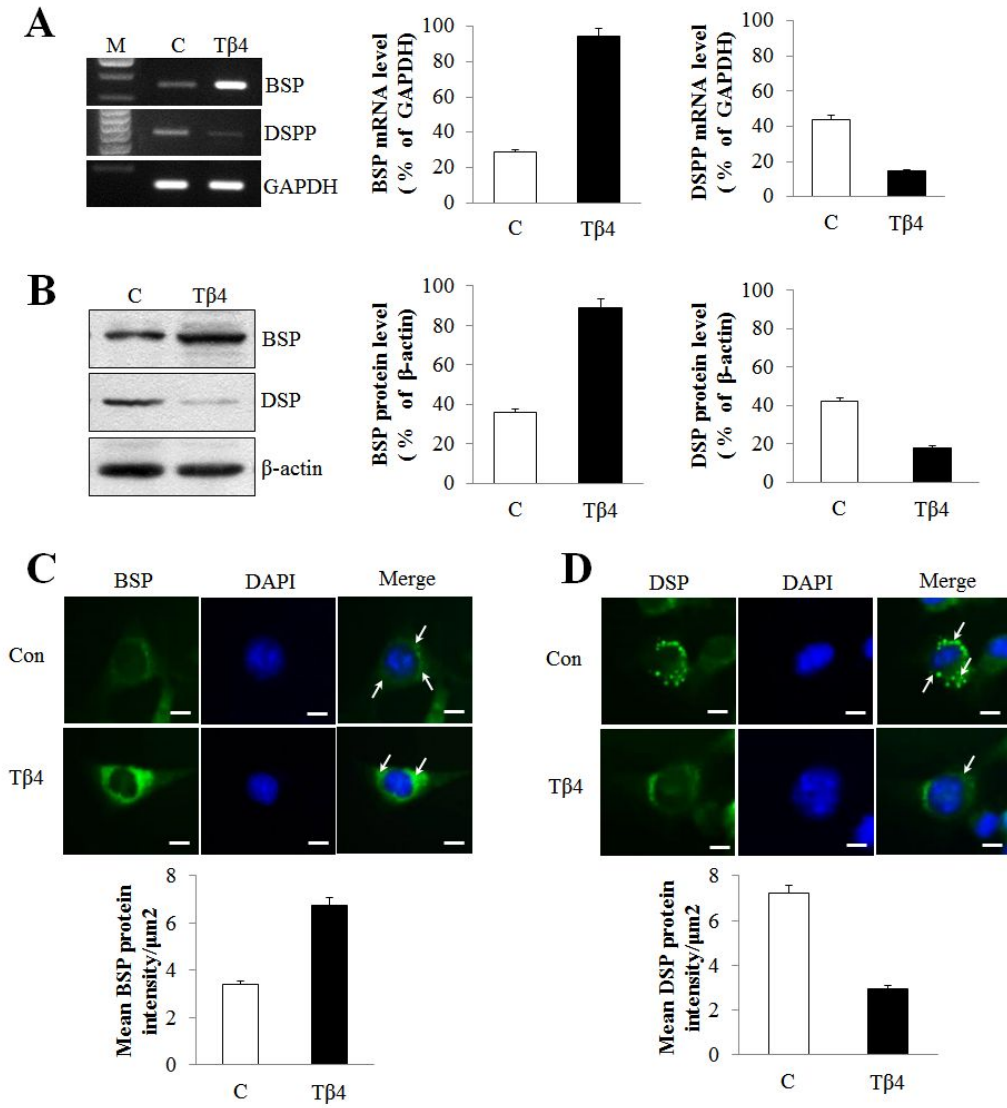 A
M C Tβ4
BSP
DSPP
GAPDH
BSP mRNA level
( % of GAPDH)
100
80
60
40
20
0
C Tβ4
DSPP mRNA level
( % of GAPDH)
100
80
60
40
20
0
C Tβ4
B
C Tβ4
BSP
DSP
β-actin
BSP protein level
( % of β-actin)
100
80
60
40
20
0
C Tβ4
DSP protein level
( % of β-actin)
100
80
60
40
20
0
C Tβ4
C
BSP DAPI Merge
Con
Tβ4
Mean BSP protein
intensity/µm2
8
6
4
2
0
C Tβ4
D
DSP DAPI Merge
Con
Tβ4
Mean DSP protein
intensity/µm2
8
6
4
2
0
C Tβ4